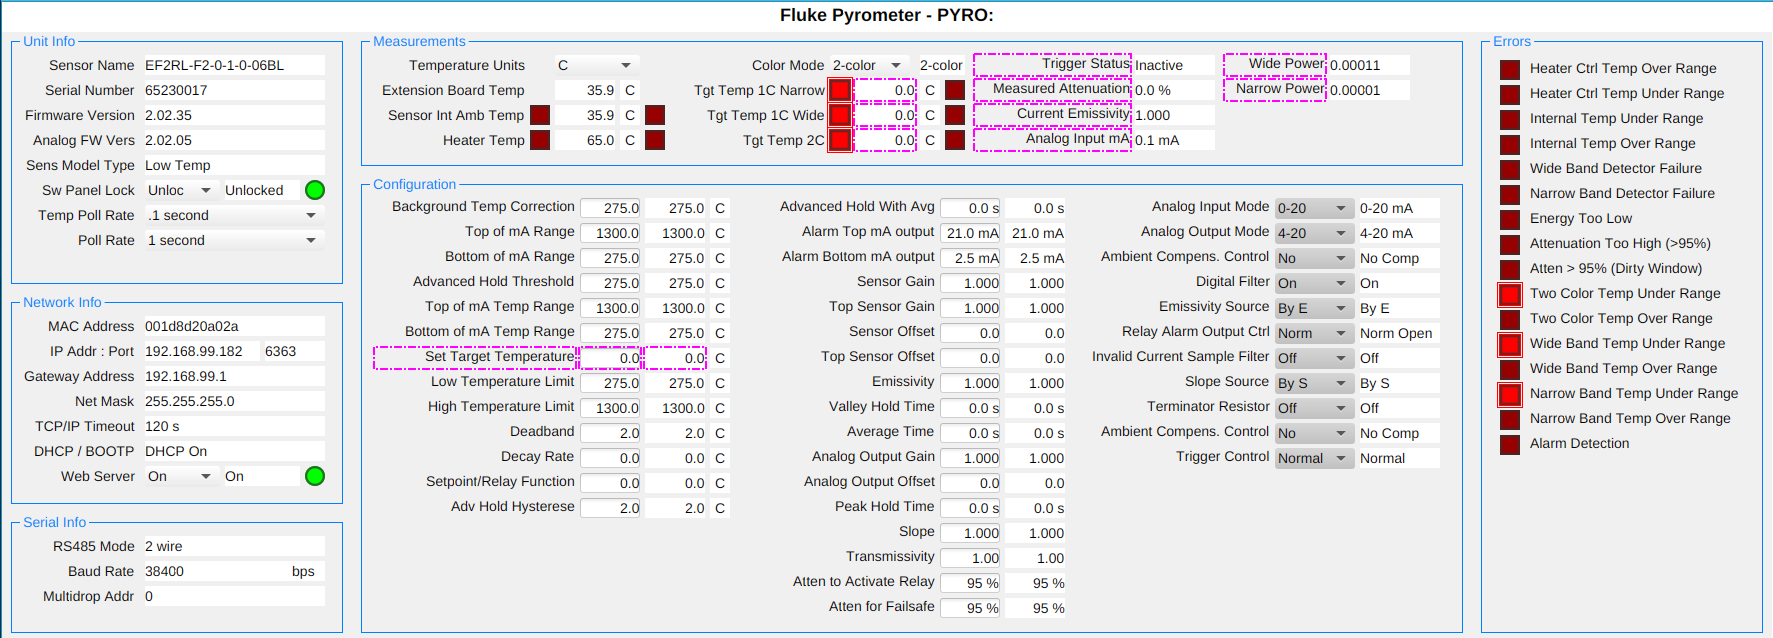 Fluke Pyrometer - PYRO:
Unit Info
Sensor Name EF2RL-F2-0-1-0-06BL
Serial Number 65230017
Firmware Version 2.02.35
Analog FW Vers 2.02.05
Sens Model Type Low Temp
Sw Panel Lock Unloc Unlocked
Temp Poll Rate .1 second
Poll Rate 1 second
Network Info
MAC Address 001d8d20a02a
IP Addr : Port 192.168.99.182 6363
Gateway Address 192.168.99.1
Net Mask 255.255.255.0
TCP/IP Timeout 120 s
DHCP / BOOTP DHCP On
Web Server On On
Serial Info
RS485 Mode 2 wire
Baud Rate 38400 bps
Multidrop Addr 0
Measurements
Temperature Units C
Extension Board Temp 35.9 C
Sensor Int Amb Temp 35.9 C
Heater Temp 65.0 C
Color Mode 2-color 2-color
Tgt Temp 1C Narrow 0.0 C
Tgt Temp 1C Wide 0.0 C
Tgt Temp 2C 0.0 C
Trigger Status Inactive
Measured Attenuation 0.0 %
Current Emissivity 1.000
Analog Input mA 0.1 mA
Wide Power 0.00011
Narrow Power 0.00001
Configuration
Background Temp Correction 275.0 275.0 C
Top of mA Range 1300.0 1300.0 C
Bottom of mA Range 275.0 275.0 C
Advanced Hold Threshold 275.0 275.0 C
Top of mA Temp Range 1300.0 1300.0 C
Bottom of mA Temp Range 275.0 275.0 C
Set Target Temperature 0.0 0.0 C
Low Temperature Limit 275.0 275.0 C
High Temperature Limit 1300.0 1300.0 C
Deadband 2.0 2.0 C
Decay Rate 0.0 0.0 C
Setpoint/Relay Function 0.0 0.0 C
Adv Hold Hysterese 2.0 2.0 C
Advanced Hold With Avg 0.0 s 0.0 s
Alarm Top mA output 21.0 mA 21.0 mA
Alarm Bottom mA output 2.5 mA 2.5 mA
Sensor Gain 1.000 1.000
Top Sensor Gain 1.000 1.000
Sensor Offset 0.0 0.0
Top Sensor Offset 0.0 0.0
Emissivity 1.000 1.000
Valley Hold Time 0.0 s 0.0 s
Average Time 0.0 s 0.0 s
Analog Output Gain 1.000 1.000
Analog Output Offset 0.0 0.0
Peak Hold Time 0.0 s 0.0 s
Slope 1.000 1.000
Transmissivity 1.00 1.00
Atten to Activate Relay 95 % 95 %
Atten for Failsafe 95 % 95 %
Analog Input Mode 0-20 0-20 mA
Analog Output Mode 4-20 4-20 mA
Ambient Compens. Control No No Comp
Digital Filter On On
Emissivity Source By E By E
Relay Alarm Output Ctrl Norm Norm Open
Invalid Current Sample Filter Off Off
Slope Source By S By S
Terminator Resistor Off Off
Ambient Compens. Control No No Comp
Trigger Control Normal Normal
Errors
Heater Ctrl Temp Over Range
Heater Ctrl Temp Under Range
Internal Temp Under Range
Internal Temp Over Range
Wide Band Detector Failure
Narrow Band Detector Failure
Energy Too Low
Attenuation Too High (>95%)
Atten > 95% (Dirty Window)
Two Color Temp Under Range
Two Color Temp Over Range
Wide Band Temp Under Range
Wide Band Temp Over Range
Narrow Band Temp Under Range
Narrow Band Temp Over Range
Alarm Detection